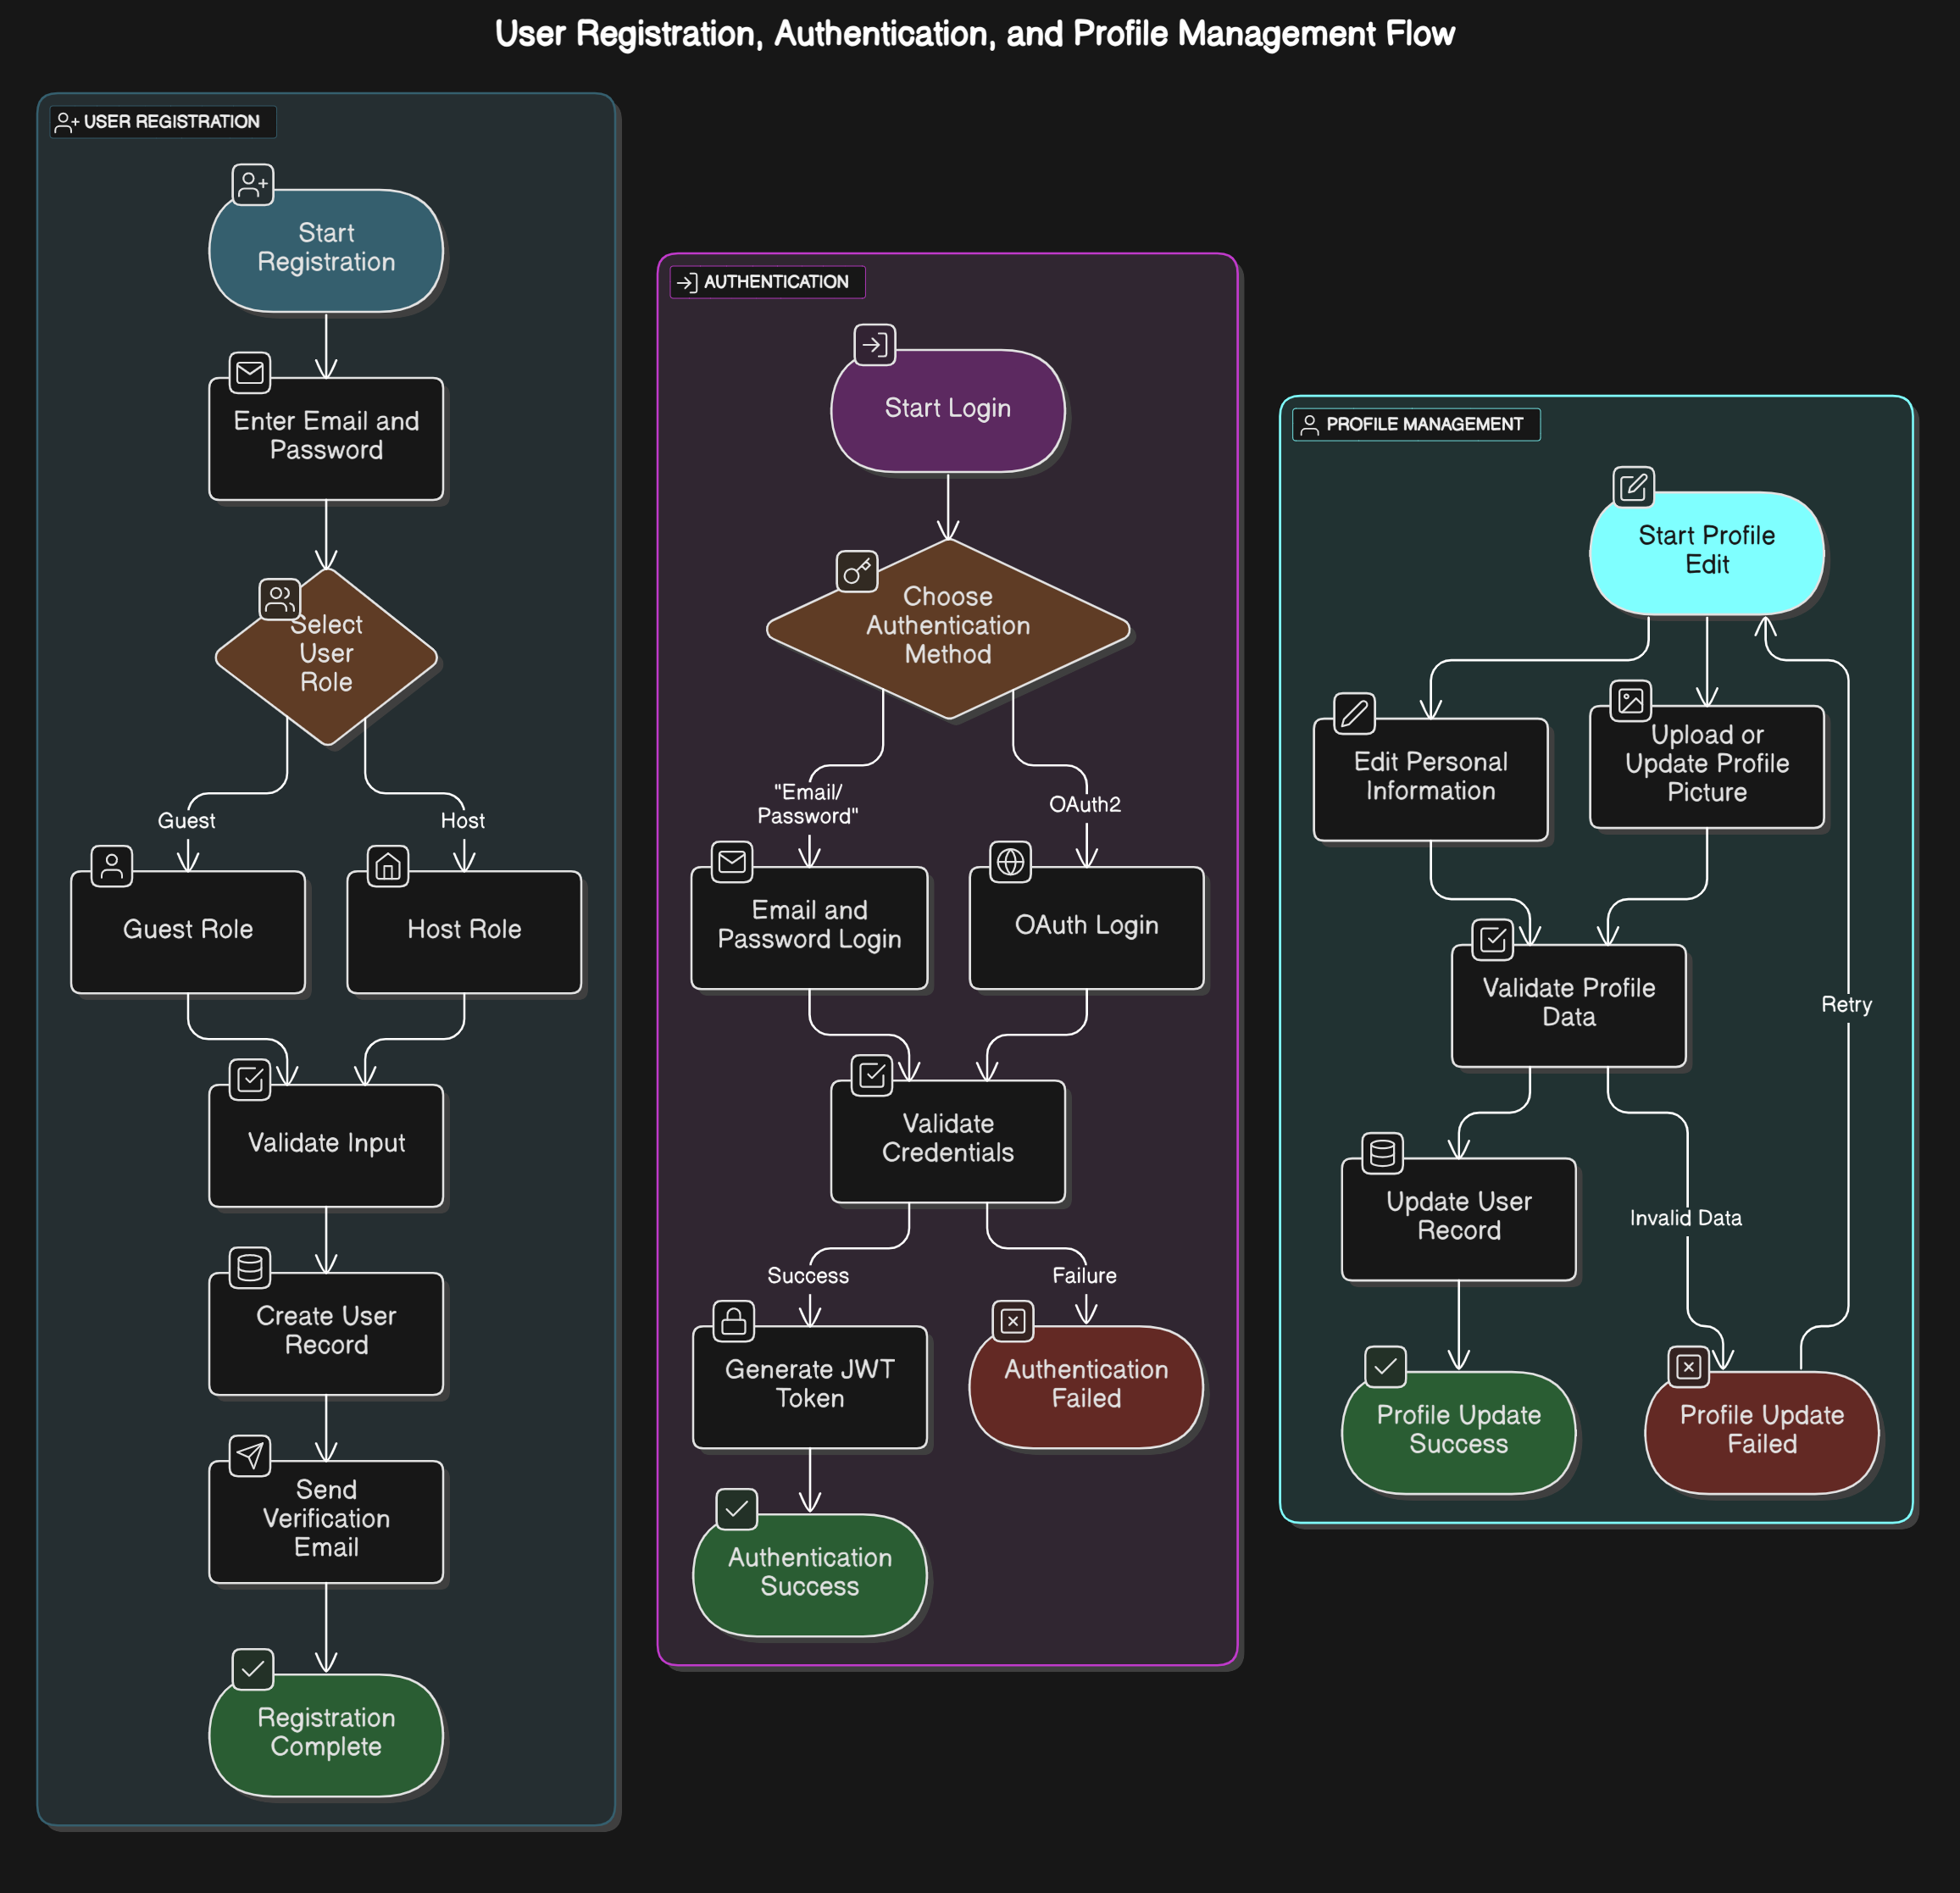 User Registration, Authentication, and Profile Management Flow
USER REGISTRATION
Start
Registration
Enter Email and
Password
Select
User
Role
Guest
Host
Guest Role
Host Role
Validate Input
Create User
Record
Send
Verification
Email
Registration
Complete
AUTHENTICATION
Start Login
Choose
Authentication
Method
"Email/
Password"
OAuth2
Email and
Password Login
OAuth Login
Validate
Credentials
Success
Failure
Generate JWT
Token
Authentication
Failed
Authentication
Success
PROFILE MANAGEMENT
Start Profile
Edit
Edit Personal
Information
Upload or
Update Profile
Picture
Validate Profile
Data
Retry
Update User
Record
Invalid Data
Profile Update
Success
Profile Update
Failed